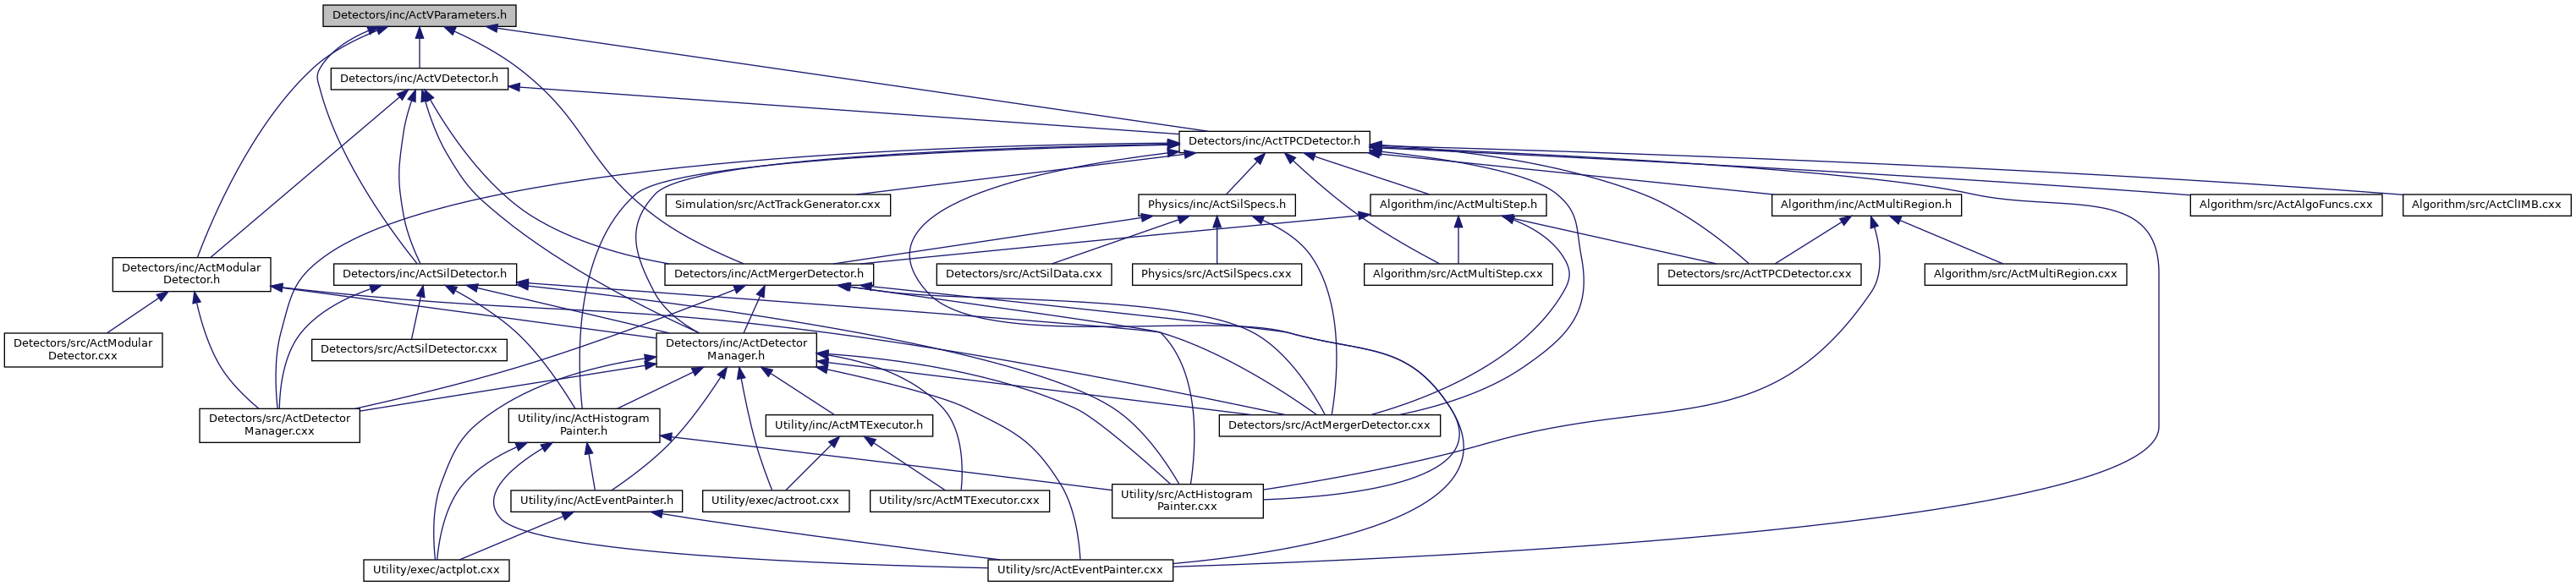 Detectors/inc/ActVParameters.h
Detectors/inc/ActVDetector.h
Detectors/inc/ActTPCDetector.h
Simulation/src/ActTrackGenerator.cxx
Physics/inc/ActSilSpecs.h
Algorithm/inc/ActMultiStep.h
Algorithm/inc/ActMultiRegion.h
Algorithm/src/ActAlgoFuncs.cxx
Algorithm/src/ActClIMB.cxx
Detectors/inc/ActModular
Detector.h
Detectors/inc/ActSilDetector.h
Detectors/inc/ActMergerDetector.h
Detectors/src/ActSilData.cxx
Physics/src/ActSilSpecs.cxx
Algorithm/src/ActMultiStep.cxx
Detectors/src/ActTPCDetector.cxx
Algorithm/src/ActMultiRegion.cxx
Detectors/src/ActModular
Detector.cxx
Detectors/src/ActSilDetector.cxx
Detectors/inc/ActDetector
Manager.h
Detectors/src/ActDetector
Manager.cxx
Utility/inc/ActHistogram
Painter.h
Utility/inc/ActMTExecutor.h
Detectors/src/ActMergerDetector.cxx
Utility/inc/ActEventPainter.h
Utility/exec/actroot.cxx
Utility/src/ActMTExecutor.cxx
Utility/src/ActHistogram
Painter.cxx
Utility/exec/actplot.cxx
Utility/src/ActEventPainter.cxx